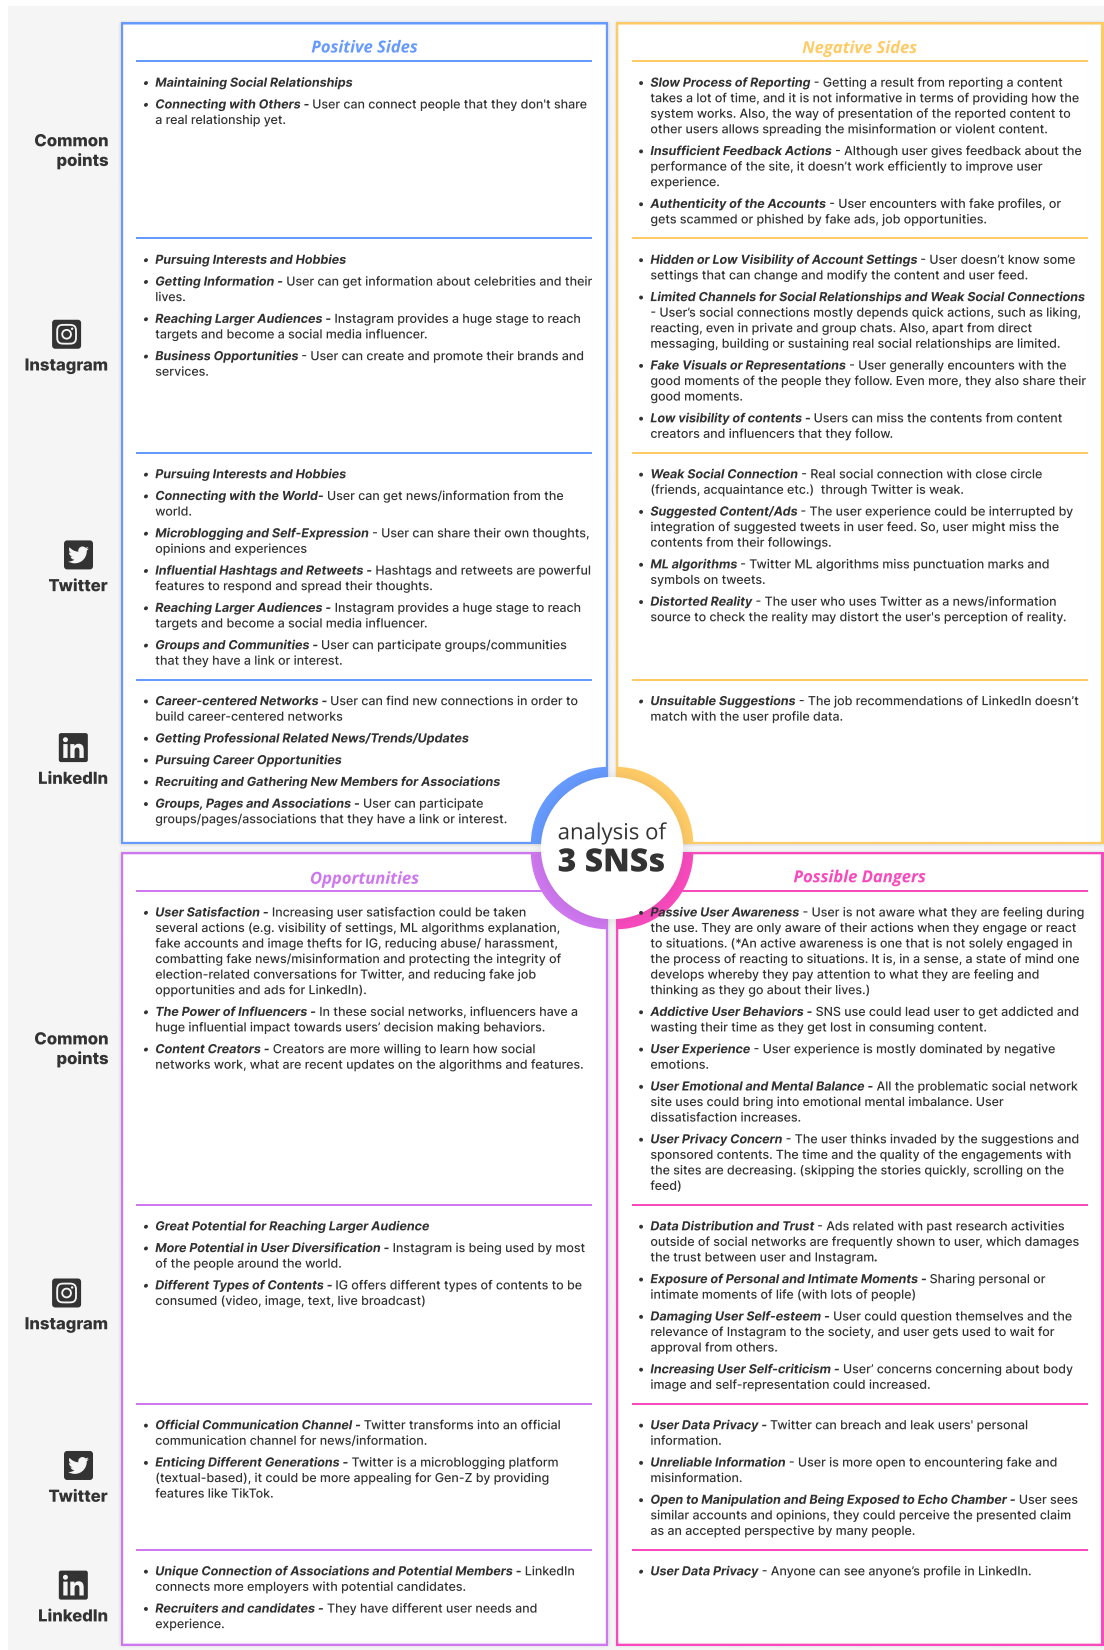 Positive Sides
Negative Sides
Common
points
• Maintaining Social Relationships
• Connecting with Others - User can connect people that they don't share
a real relationship yet.
• Slow Process of Reporting - Getting a result from reporting a content
takes a lot of time, and it is not informative in terms of providing how the
system works. Also, the way of presentation of the reported content to
other users allows spreading the misinformation or violent content.
• Insufficient Feedback Actions - Although user gives feedback about the
performance of the site, it doesn’t work efficiently to improve user
experience.
• Authenticity of the Accounts - User encounters with fake profiles, or
gets scammed or phished by fake ads, job opportunities.
Instagram
• Pursuing Interests and Hobbies
• Getting Information - User can get information about celebrities and their
lives.
• Reaching Larger Audiences - Instagram provides a huge stage to reach
targets and become a social media influencer.
• Business Opportunities - User can create and promote their brands and
services.
• Hidden or Low Visibility of Account Settings - User doesn’t know some
settings that can change and modify the content and user feed.
• Limited Channels for Social Relationships and Weak Social Connections
- User’s social connections mostly depends quick actions, such as liking,
reacting, even in private and group chats. Also, apart from direct
messaging, building or sustaining real social relationships are limited.
• Fake Visuals or Representations - User generally encounters with the
good moments of the people they follow. Even more, they also share their
good moments.
• Low visibility of contents - Users can miss the contents from content
creators and influencers that they follow.
Twitter
• Pursuing Interests and Hobbies
• Connecting with the World- User can get news/information from the
world.
• Microblogging and Self-Expression - User can share their own thoughts,
opinions and experiences
• Influential Hashtags and Retweets - Hashtags and retweets are powerful
features to respond and spread their thoughts.
• Reaching Larger Audiences - Instagram provides a huge stage to reach
targets and become a social media influencer.
• Groups and Communities - User can participate groups/communities
that they have a link or interest.
• Weak Social Connection - Real social connection with close circle
(friends, acquaintance etc.) through Twitter is weak.
• Suggested Content/Ads - The user experience could be interrupted by
integration of suggested tweets in user feed. So, user might miss the
contents from their followings.
• ML algorithms - Twitter ML algorithms miss punctuation marks and
symbols on tweets.
• Distorted Reality - The user who uses Twitter as a news/information
source to check the reality may distort the user's perception of reality.
LinkedIn
• Career-centered Networks - User can find new connections in order to
build career-centered networks
• Getting Professional Related News/Trends/Updates
• Pursuing Career Opportunities
• Recruiting and Gathering New Members for Associations
• Groups, Pages and Associations - User can participate
groups/pages/associations that they have a link or interest.
• Unsuitable Suggestions - The job recommendations of LinkedIn doesn’t
match with the user profile data.
analysis of
3 SNSs
Opportunities
Possible Dangers
Common
points
• User Satisfaction - Increasing user satisfaction could be taken
several actions (e.g. visibility of settings, ML algorithms explanation,
fake accounts and image thefts for IG, reducing abuse/ harassment,
combatting fake news/misinformation and protecting the integrity of
election-related conversations for Twitter, and reducing fake job
opportunities and ads for LinkedIn).
• The Power of Influencers - In these social networks, influencers have a
huge influential impact towards users’ decision making behaviors.
• Content Creators - Creators are more willing to learn how social
networks work, what are recent updates on the algorithms and features.
• Passive User Awareness - User is not aware what they are feeling during
the use. They are only aware of their actions when they engage or react
to situations. (*An active awareness is one that is not solely engaged in
the process of reacting to situations. It is, in a sense, a state of mind one
develops whereby they pay attention to what they are feeling and
thinking as they go about their lives.)
• Addictive User Behaviors - SNS use could lead user to get addicted and
wasting their time as they get lost in consuming content.
• User Experience - User experience is mostly dominated by negative
emotions.
• User Emotional and Mental Balance - All the problematic social network
site uses could bring into emotional mental imbalance. User
dissatisfaction increases.
• User Privacy Concern - The user thinks invaded by the suggestions and
sponsored contents. The time and the quality of the engagements with
the sites are decreasing. (skipping the stories quickly, scrolling on the
feed)
Instagram
• Great Potential for Reaching Larger Audience
• More Potential in User Diversification - Instagram is being used by most
of the people around the world.
• Different Types of Contents - IG offers different types of contents to be
consumed (video, image, text, live broadcast)
• Data Distribution and Trust - Ads related with past research activities
outside of social networks are frequently shown to user, which damages
the trust between user and Instagram.
• Exposure of Personal and Intimate Moments - Sharing personal or
intimate moments of life (with lots of people)
• Damaging User Self-esteem - User could question themselves and the
relevance of Instagram to the society, and user gets used to wait for
approval from others.
• Increasing User Self-criticism - User’ concerns concerning about body
image and self-representation could increased.
Twitter
• Official Communication Channel - Twitter transforms into an official
communication channel for news/information.
• Enticing Different Generations - Twitter is a microblogging platform
(textual-based), it could be more appealing for Gen-Z by providing
features like TikTok.
• User Data Privacy - Twitter can breach and leak users' personal
information.
• Unreliable Information - User is more open to encountering fake and
misinformation.
• Open to Manipulation and Being Exposed to Echo Chamber - User sees
similar accounts and opinions, they could perceive the presented claim
as an accepted perspective by many people.
LinkedIn
• Unique Connection of Associations and Potential Members - LinkedIn
connects more employers with potential candidates.
• Recruiters and candidates - They have different user needs and
experience.
• User Data Privacy - Anyone can see anyone’s profile in LinkedIn.